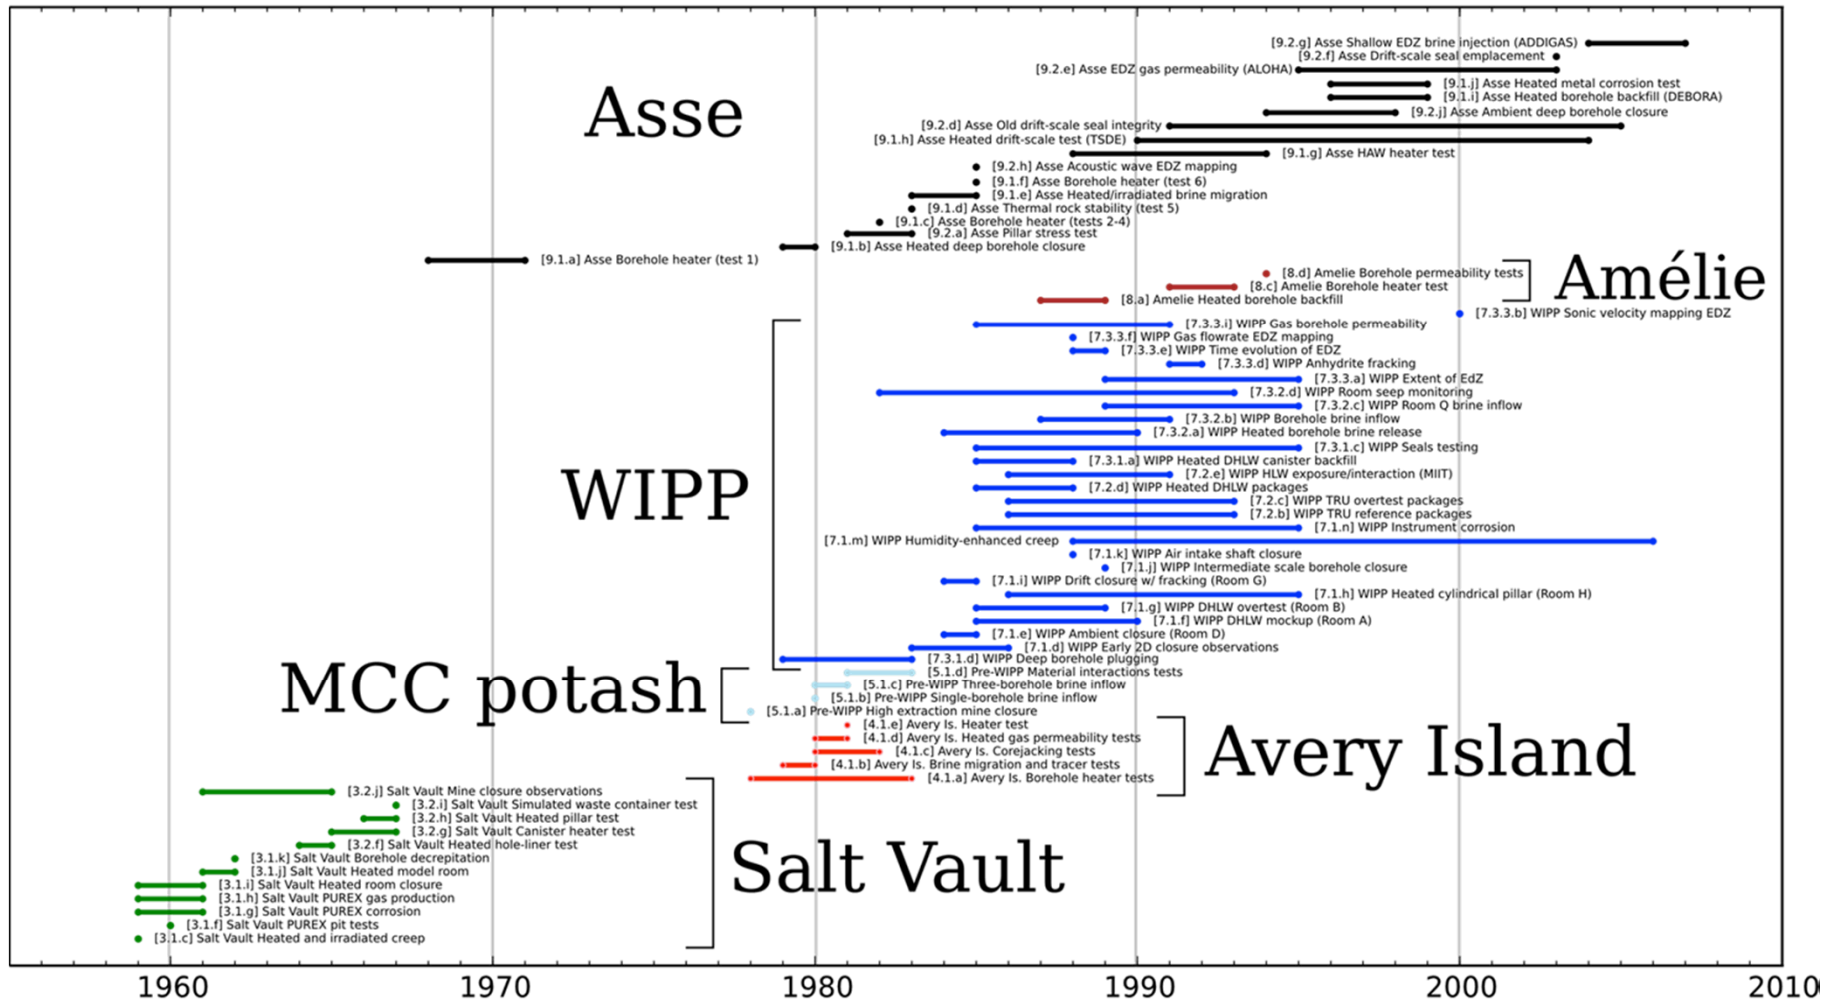 [9.2.g] Asse Shallow EDZ brine injection (ADDIGAS)
[9.2.f] Asse Drift-scale seal emplacement
[9.2.e] Asse EDZ gas permeability (ALOHA)
[9.1.j] Asse Heated metal corrosion test
[9.1.i] Asse Heated borehole backfill (DEBORA)
Asse
[9.2.j] Asse Ambient deep borehole closure
[9.2.d] Asse Old drift-scale seal integrity
[9.1.h] Asse Heated drift-scale test (TSDE)
[9.1.g] Asse HAW heater test
[9.2.h] Asse Acoustic wave EDZ mapping
[9.1.f] Asse Borehole heater (test 6)
[9.1.e] Asse Heated/irradiated brine migration
[9.1.d] Asse Thermal rock stability (test 5)
[9.1.c] Asse Borehole heater (tests 2-4)
[9.2.a] Asse Pillar stress test
[9.1.b] Asse Heated deep borehole closure
[9.1.a] Asse Borehole heater (test 1)
[8.d] Amelie Borehole permeability tests
Amélie
[8.c] Amelie Borehole heater test
[8.a] Amelie Heated borehole backfill
[7.3.3.b] WIPP Sonic velocity mapping EDZ
[7.3.3.i] WIPP Gas borehole permeability
[7.3.3.f] WIPP Gas flowrate EDZ mapping
[7.3.3.e] WIPP Time evolution of EDZ
[7.3.3.d] WIPP Anhydrite fracking
[7.3.3.a] WIPP Extent of EdZ
[7.3.2.d] WIPP Room seep monitoring
[7.3.2.c] WIPP Room Q brine inflow
[7.3.2.b] WIPP Borehole brine inflow
[7.3.2.a] WIPP Heated borehole brine release
[7.3.1.c] WIPP Seals testing
[7.3.1.a] WIPP Heated DHLW canister backfill
[7.2.e] WIPP HLW exposure/interaction (MIIT)
[7.2.d] WIPP Heated DHLW packages
WIPP
[7.2.c] WIPP TRU overtest packages
[7.2.b] WIPP TRU reference packages
[7.1.n] WIPP Instrument corrosion
[7.1.m] WIPP Humidity-enhanced creep
[7.1.k] WIPP Air intake shaft closure
[7.1.j] WIPP Intermediate scale borehole closure
[7.1.i] WIPP Drift closure w/ fracking (Room G)
[7.1.h] WIPP Heated cylindrical pillar (Room H)
[7.1.g] WIPP DHLW overtest (Room B)
[7.1.f] WIPP DHLW mockup (Room A)
[7.1.e] WIPP Ambient closure (Room D)
[7.1.d] WIPP Early 2D closure observations
[7.3.1.d] WIPP Deep borehole plugging
[5.1.d] Pre-WIPP Material interactions tests
MCC potash
[5.1.c] Pre-WIPP Three-borehole brine inflow
[5.1.b] Pre-WIPP Single-borehole brine inflow
[5.1.a] Pre-WIPP High extraction mine closure
[4.1.e] Avery Is. Heater test
[4.1.d] Avery Is. Heated gas permeability tests
[4.1.c] Avery Is. Corejacking tests
Avery Island
[4.1.b] Avery Is. Brine migration and tracer tests
[4.1.a] Avery Is. Borehole heater tests
[3.2.j] Salt Vault Mine closure observations
[3.2.i] Salt Vault Simulated waste container test
[3.2.h] Salt Vault Heated pillar test
[3.2.g] Salt Vault Canister heater test
[3.2.f] Salt Vault Heated hole-liner test
[3.1.k] Salt Vault Borehole decrepitation
Salt Vault
[3.1.j] Salt Vault Heated model room
[3.1.i] Salt Vault Heated room closure
[3.1.h] Salt Vault PUREX gas production
[3.1.g] Salt Vault PUREX corrosion
[3.1.f] Salt Vault PUREX pit tests
[3.1.c] Salt Vault Heated and irradiated creep
1960 1970 1980 1990 2000 2010